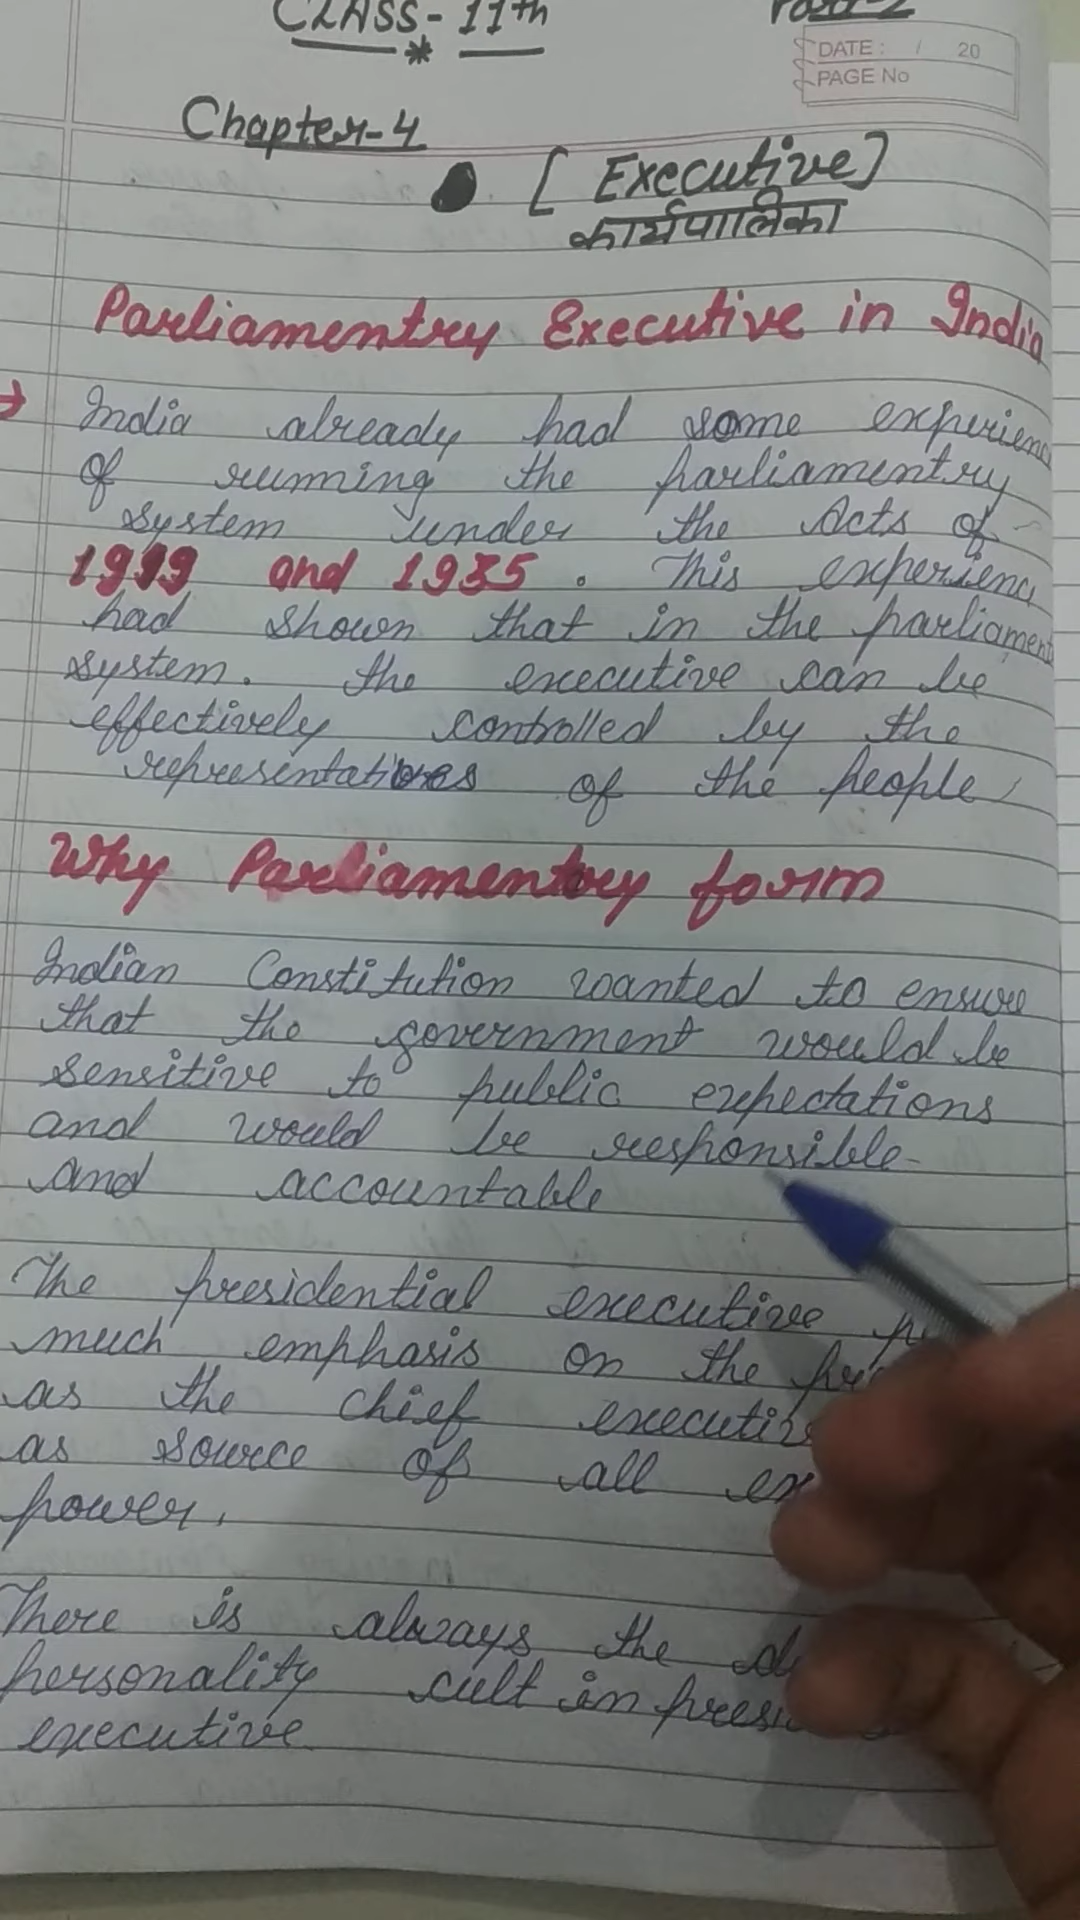 CLASS- 11th
Part-2
DATE : / 20
PAGE No
Chapter-4
[ Executive ]
कार्यपालिका
Parliamentry Executive in India
→ India already had some experienc
of running the parliamentry
system under the Acts of
1919 and 1935 . This experienc
had shown that in the parliament
system. the executive can be
effectively controlled by the
representatives of the people
Why Parliamentory form
Indian Constitution wanted to ensure
that the government would be
sensitive to public expectations
and would be responsible
and accountable
The presidential executive
much emphasis on the
as the chief
as source of all
power.
There is always the
personality cult in
executive